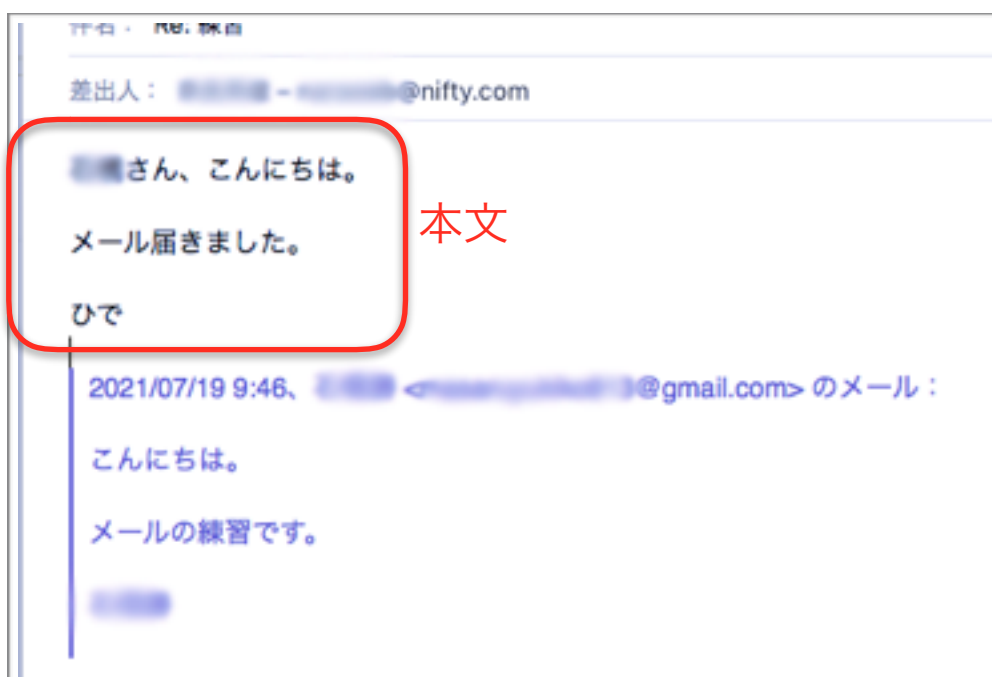 件名： Re: 練習
差出人： – @nifty.com
さん、こんにちは。
メール届きました。
ひで
本文
2021/07/19 9:46、 < @gmail.com> のメール：
こんにちは。
メールの練習です。